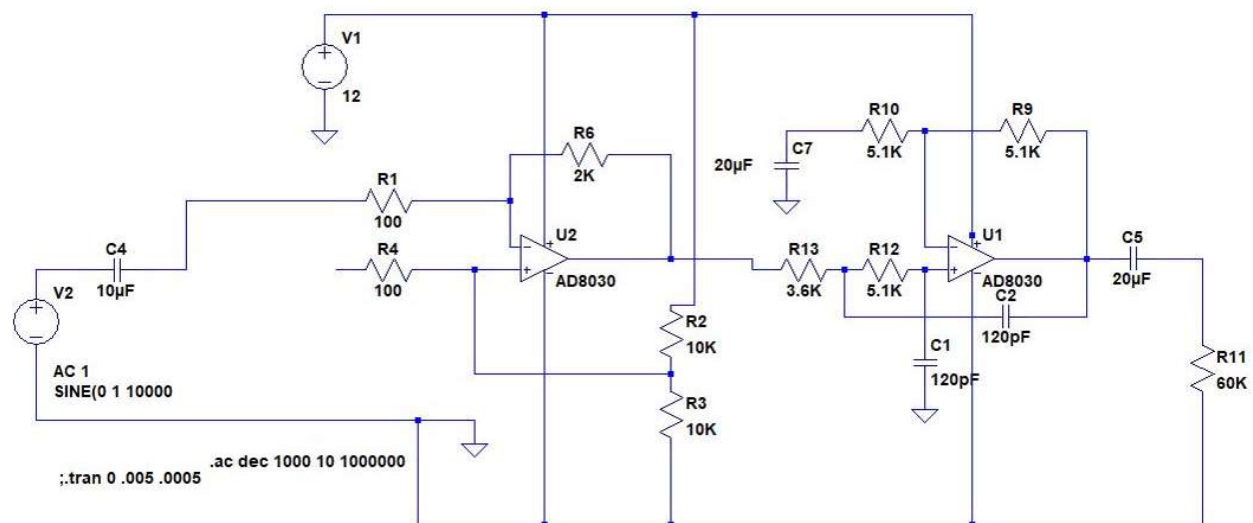 V1
12
R6
2K
R1
100
C4
10µF
V2
AC 1
SINE(0 1 10000
R4
100
U2
AD8030
R2
10K
R3
10K
R10
5.1K
R9
5.1K
C7
20µF
U1
AD8030
R13
3.6K
R12
5.1K
C2
120pF
C1
120pF
C5
20µF
R11
60K
.ac dec 1000 10 1000000
;.tran 0 .005 .0005